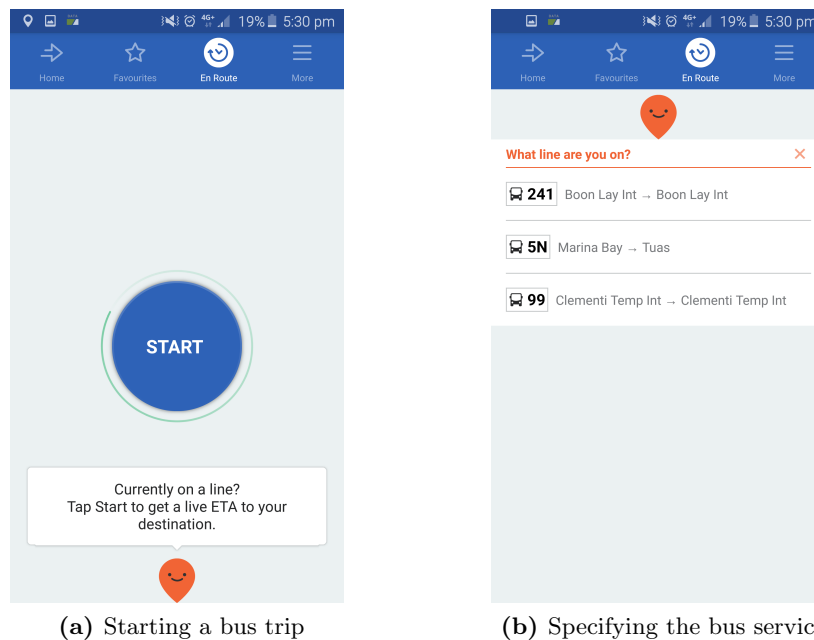 19% 5:30 pm
Home Favourites En Route More
START
Currently on a line?
Tap Start to get a live ETA to your
destination.
(a) Starting a bus trip
19% 5:30 pm
Home Favourites En Route More
What line are you on?
241 Boon Lay Int → Boon Lay Int
5N Marina Bay → Tuas
99 Clementi Temp Int → Clementi Temp Int
(b) Specifying the bus servic